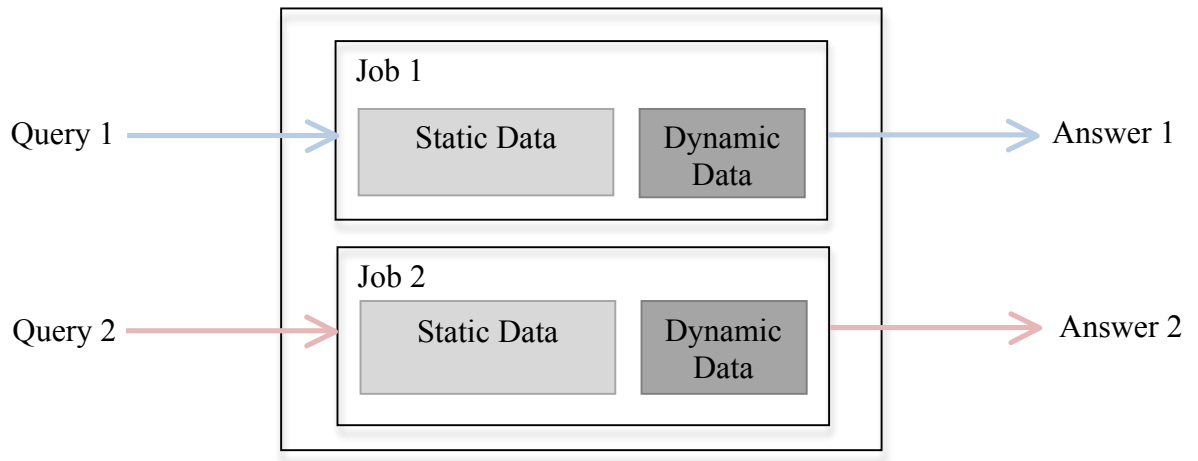 Job 1
Query 1
Static Data
Dynamic
Data
Answer 1
Job 2
Query 2
Static Data
Dynamic
Data
Answer 2